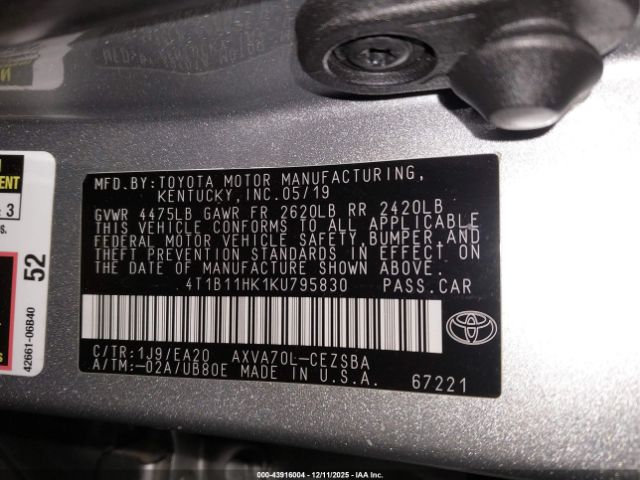 MFD.BY:TOYOTA MOTOR MANUFACTURING,
KENTUCKY,INC.05/19
GVWR 4475LB GAWR FR 2620LB RR 2420LB
THIS VEHICLE CONFORMS TO ALL APPLICABLE
FEDERAL MOTOR VEHICLE SAFETY,BUMPER,AND
THEFT PREVENTION STANDARDS IN EFFECT ON
THE DATE OF MANUFACTURE SHOWN ABOVE.
4T1B11HK1KU795830 PASS.CAR
C/TR:1J9/EA20 AXVA70L-CEZSBA
A/TM:-02A/UB80E MADE IN U.S.A.
67221
TOYOTA
52
42661-06B40
3
000-43916004 - 12/11/2025 - IAA Inc.